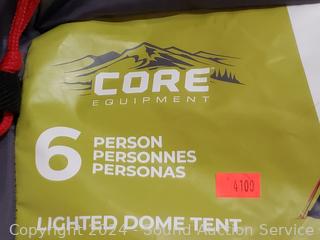 CORE
EQUIPMENT
6
PERSON
PERSONNES
PERSONAS
4100
LIGHTED DOME TENT
Copyright 2024 - Sound Auction Service